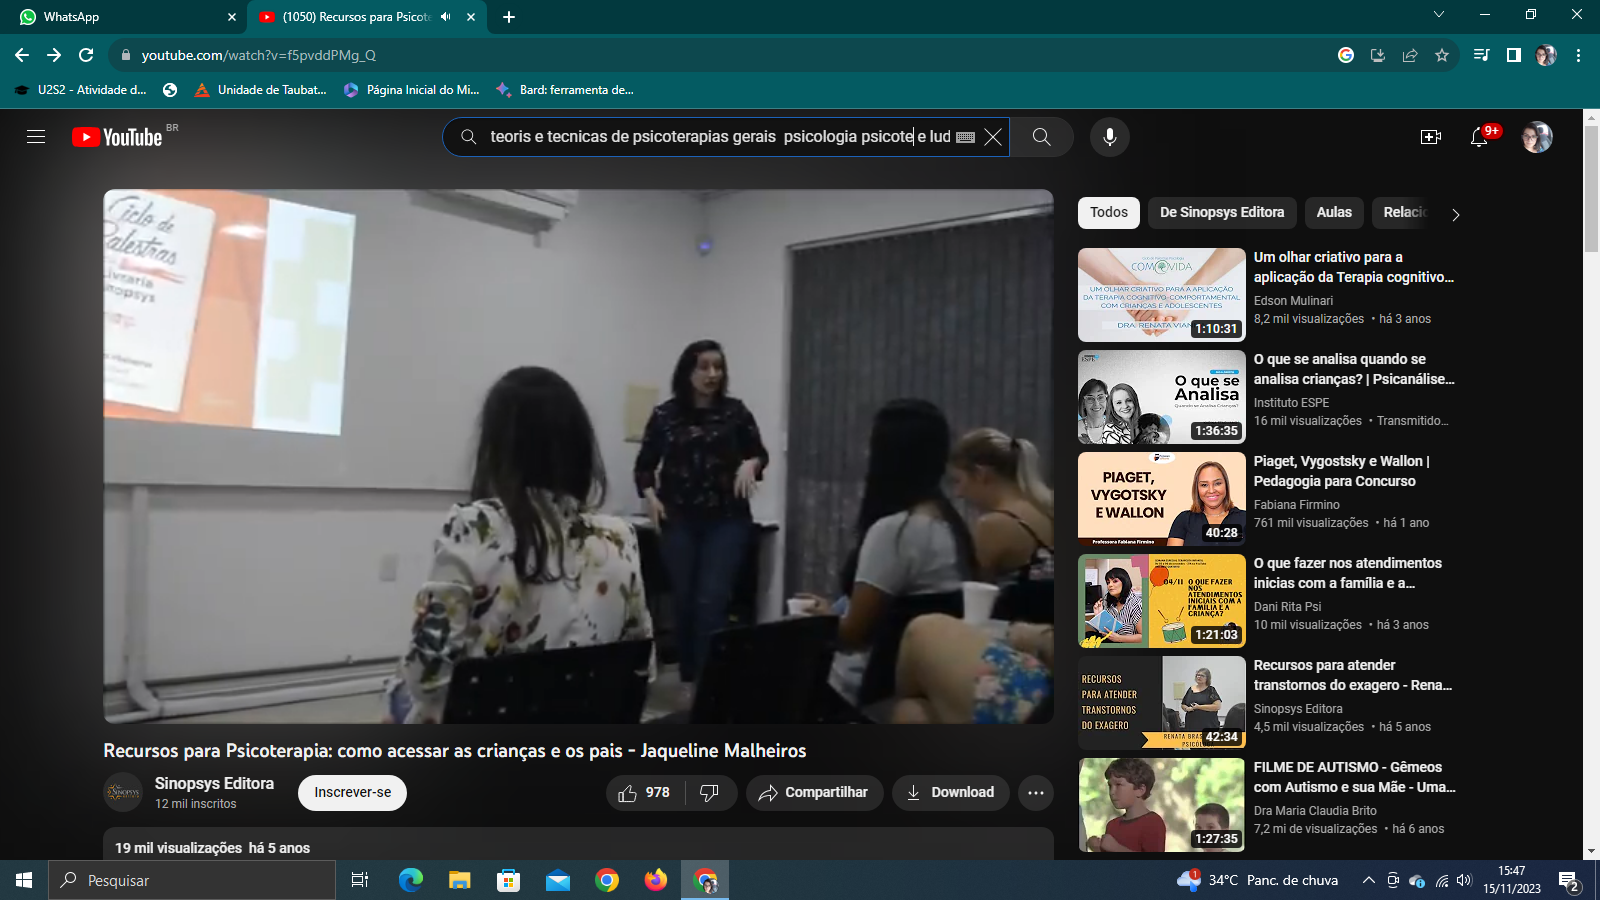 WhatsApp
(1050) Recursos para Psicote
youtube.com/watch?v=f5pvddPMg_Q
U2S2 - Atividade d...
Unidade de Taubat...
Página Inicial do Mi...
Bard: ferramenta de...
YouTube BR
teoris e tecnicas de psicoterapias gerais  psicologia psicote e lud
9+
Ciclo de
Palestras
Livraria
Sinopsys
Todos
De Sinopsys Editora
Aulas
Relacio
COM VIDA
UM OLHAR CRIATIVO PARA A APLICAÇÃO
DA TERAPIA COGNITIVO-COMPORTAMENTAL
COM CRIANÇAS E ADOLESCENTES
DRA. RENATA VIAN
1:10:31
Um olhar criativo para a
aplicação da Terapia cognitivo...
Edson Mulinari
8,2 mil visualizações • há 3 anos
ESPE
O que se
Analisa
Quando se Analisa Crianças?
1:36:35
O que se analisa quando se
analisa crianças? | Psicanálise...
Instituto ESPE
16 mil visualizações • Transmitido...
PIAGET,
VYGOTSKY
E WALLON
Professora Fabiana Firmino
40:28
Piaget, Vygostsky e Wallon |
Pedagogia para Concurso
Fabiana Firmino
761 mil visualizações • há 1 ano
04/11
O QUE FAZER
NOS
ATENDIMENTOS
INICIAIS COM A
FAMÍLIA E A
CRIANÇA?
1:21:03
O que fazer nos atendimentos
inicias com a família e a...
Dani Rita Psi
10 mil visualizações • há 3 anos
RECURSOS
PARA ATENDER
TRANSTORNOS
DO EXAGERO
RENATA BRAS
PSICÓL
42:34
Recursos para atender
transtornos do exagero - Rena...
Sinopsys Editora
4,5 mil visualizações • há 5 anos
1:27:35
FILME DE AUTISMO - Gêmeos
com Autismo e sua Mãe - Uma...
Dra Maria Claudia Brito
7,2 mi de visualizações • há 6 anos
Recursos para Psicoterapia: como acessar as crianças e os pais - Jaqueline Malheiros
SINOPSYS
Sinopsys Editora
12 mil inscritos
Inscrever-se
978
Compartilhar
Download
19 mil visualizações  há 5 anos
Pesquisar
1
34°C  Panc. de chuva
15:47
15/11/2023
2